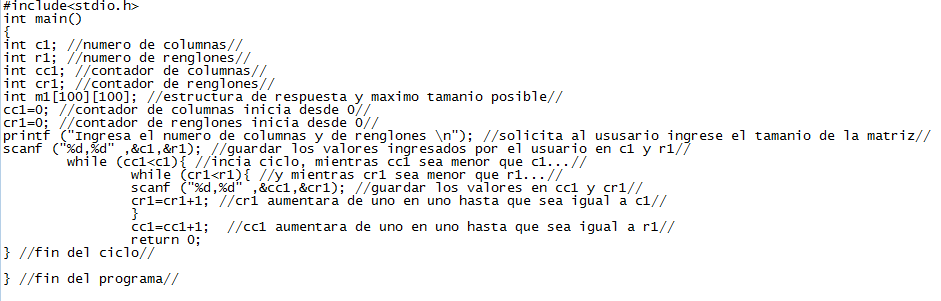 #include<stdio.h>
int main()
{
int c1; //numero de columnas//
int r1; //numero de renglones//
int cc1; //contador de columnas//
int cr1; //contador de renglones//
int m1[100][100]; //estructura de respuesta y maximo tamanio posible//
cc1=0; //contador de columnas inicia desde 0//
cr1=0; //contador de renglones inicia desde 0//
printf ("Ingresa el numero de columnas y de renglones \n"); //solicita al ususario ingrese el tamanio de la matriz//
scanf ("%d,%d" ,&c1,&r1); //guardar los valores ingresados por el usuario en c1 y r1//
while (cc1<c1){ //incia ciclo, mientras cc1 sea menor que c1...//
while (cr1<r1){ //y mientras cr1 sea menor que r1...//
scanf ("%d,%d" ,&cc1,&cr1); //guardar los valores en cc1 y cr1//
cr1=cr1+1; //cr1 aumentara de uno en uno hasta que sea igual a c1//
}
cc1=cc1+1;  //cc1 aumentara de uno en uno hasta que sea igual a r1//
return 0;
} //fin del ciclo//
} //fin del programa//